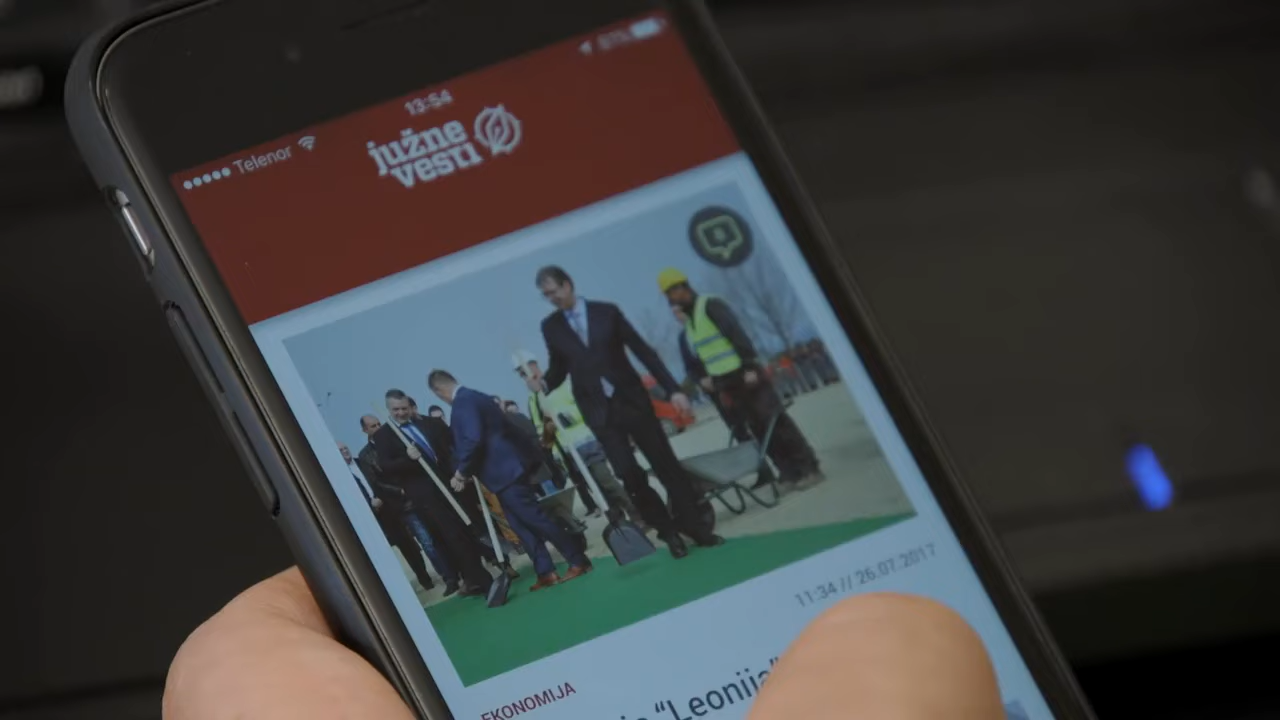 13:54
Telenor
južne
vesti
11:34 // 26.07.2017
EKONOMIJA
"Leonija"